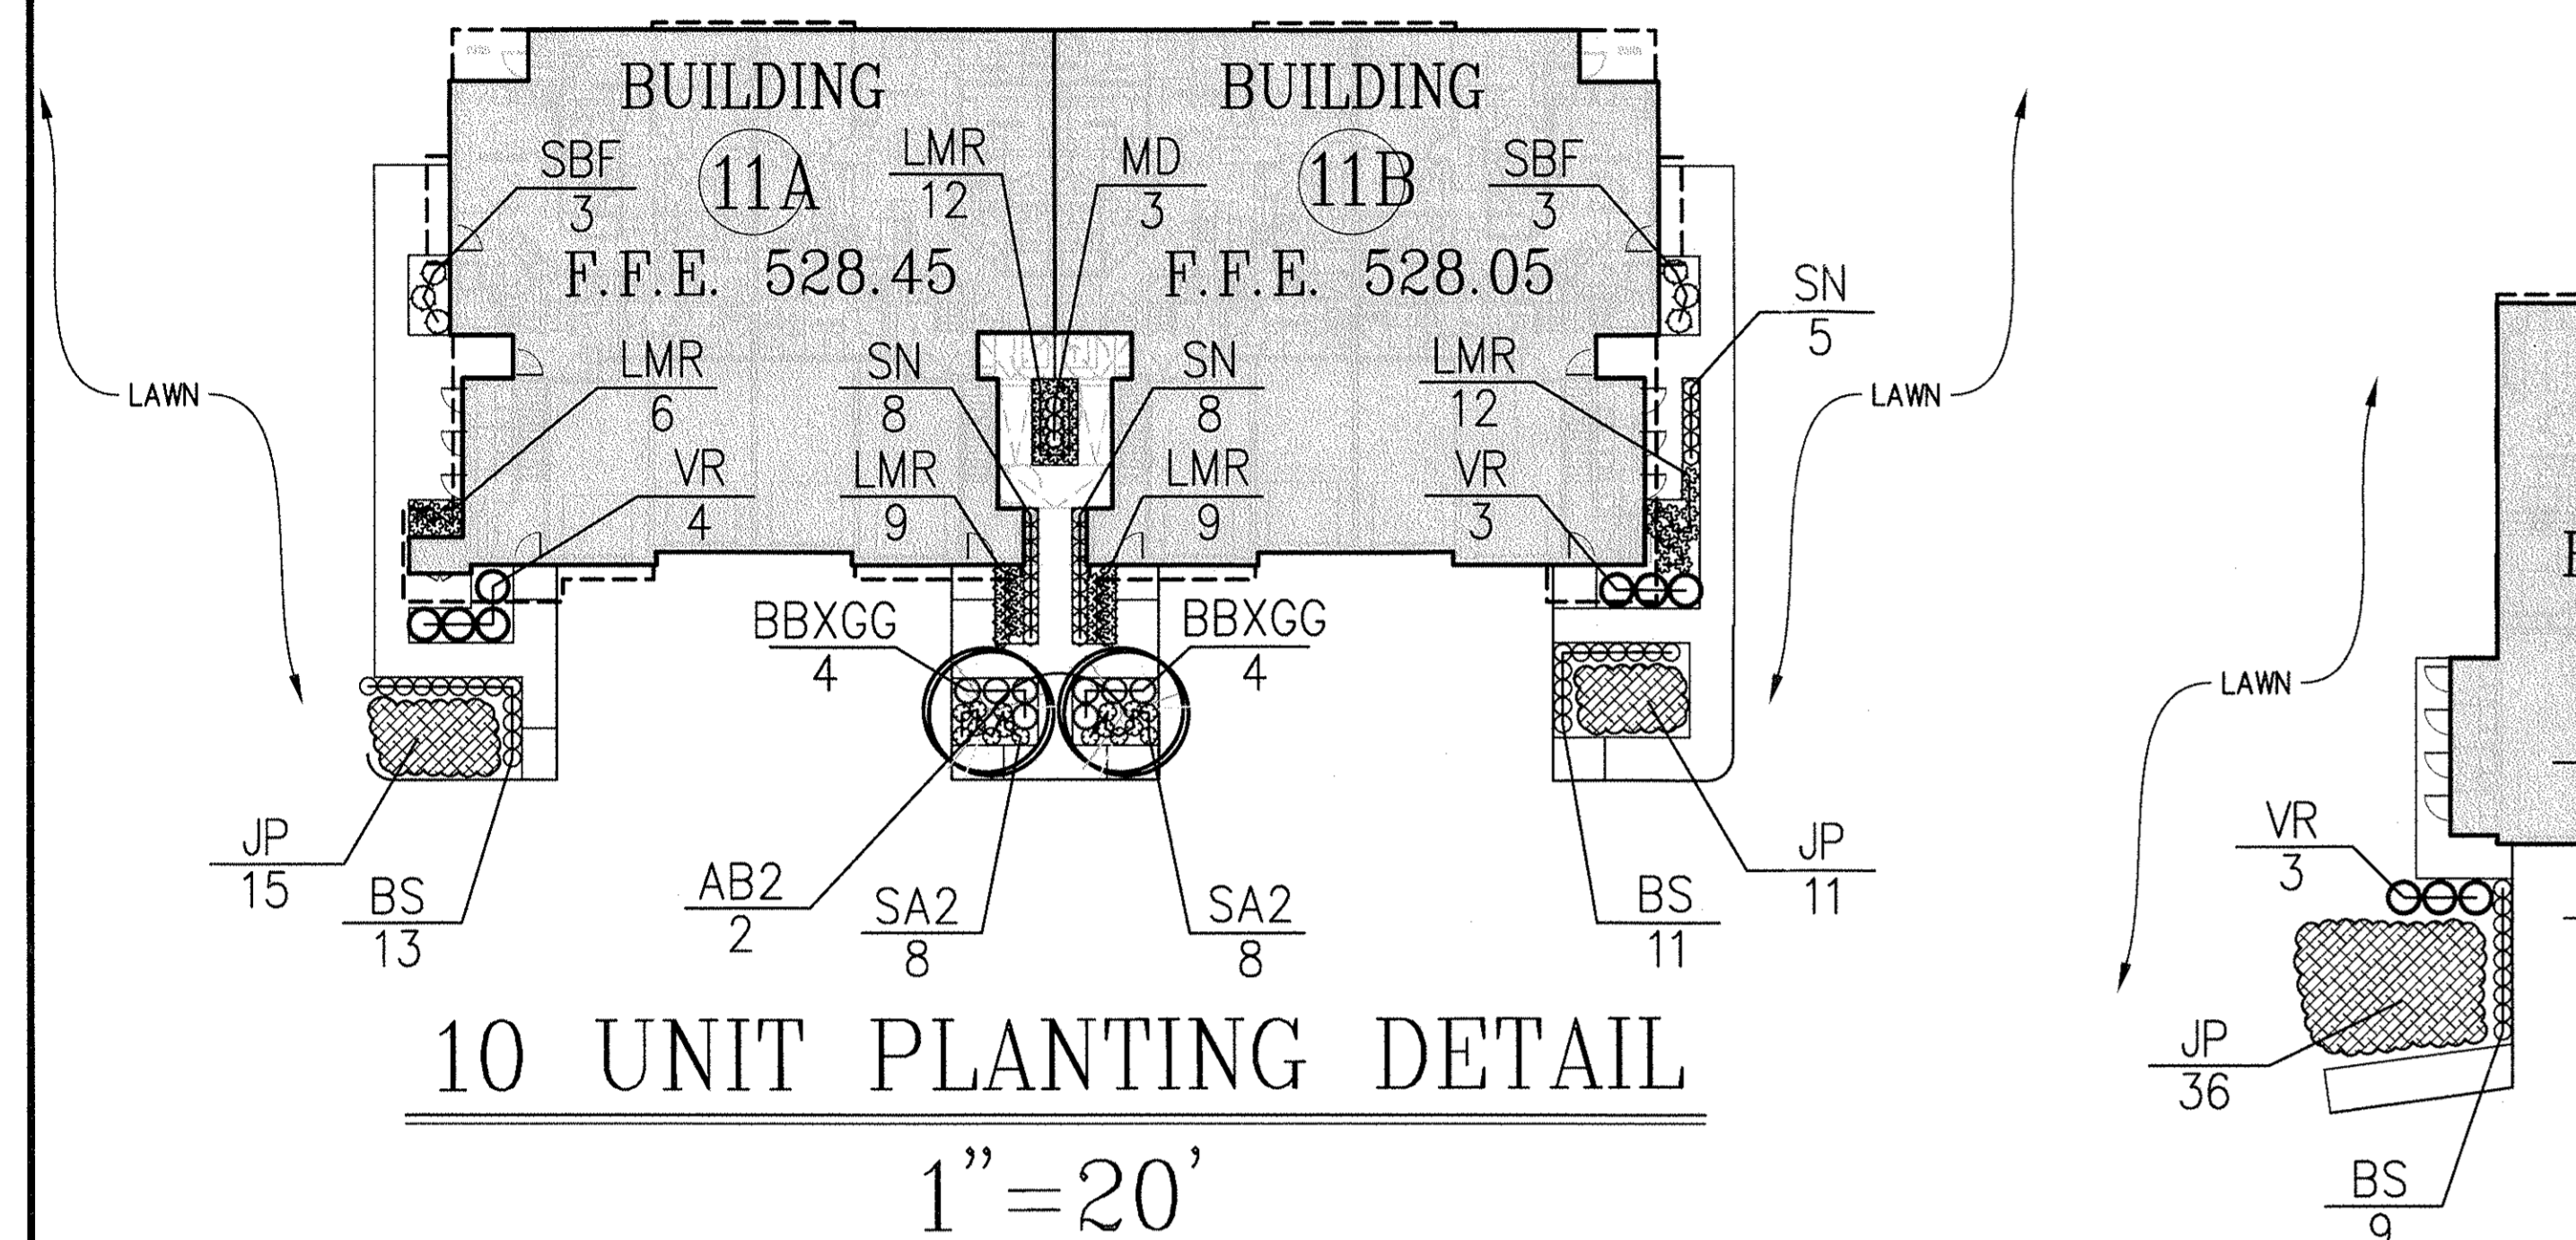 BUILDING
11A
F.F.E. 528.45
BUILDING
11B
F.F.E. 528.05
SBF
3
LMR
12
MD
3
SBF
3
SN
5
LMR
6
SN
8
SN
8
LMR
12
VR
4
LMR
9
LMR
9
VR
3
LAWN
LAWN
BBXGG
4
BBXGG
4
JP
15
BS
13
AB2
2
SA2
8
SA2
8
BS
11
JP
11
10 UNIT PLANTING DETAIL
1"=20'
LAWN
VR
3
JP
36
BS
9